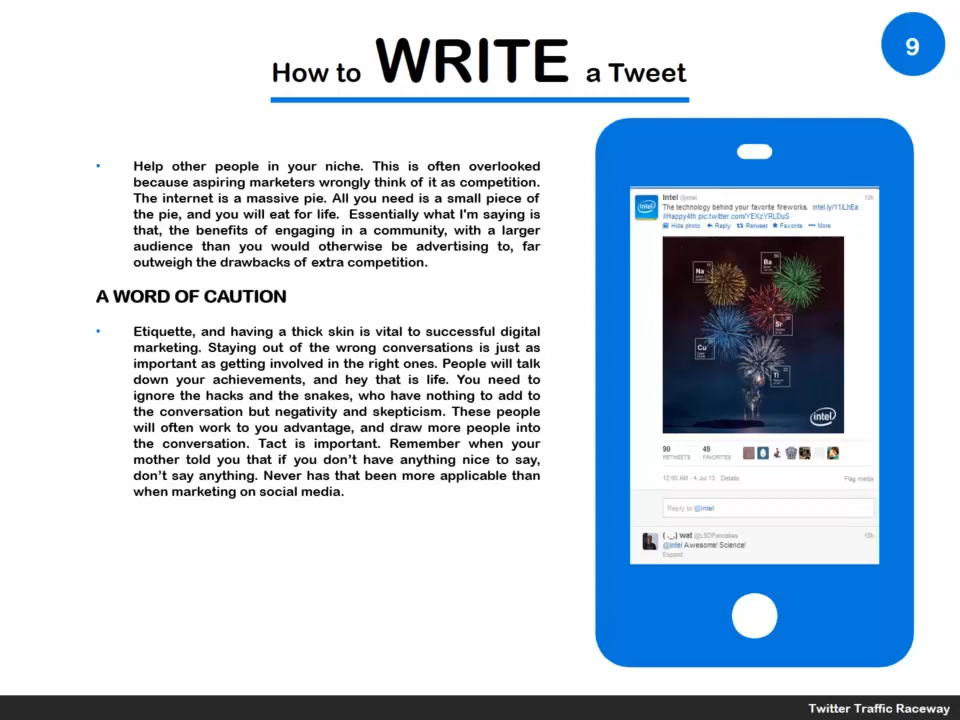 9
How to WRITE a Tweet
• Help other people in your niche. This is often overlooked
because aspiring marketers wrongly think of it as competition.
The internet is a massive pie. All you need is a small piece of
the pie, and you will eat for life.  Essentially what I'm saying is
that, the benefits of engaging in a community, with a larger
audience than you would otherwise be advertising to, far
outweigh the drawbacks of extra competition.
A WORD OF CAUTION
• Etiquette, and having a thick skin is vital to successful digital
marketing. Staying out of the wrong conversations is just as
important as getting involved in the right ones. People will talk
down your achievements, and hey that is life. You need to
ignore the hacks and the snakes, who have nothing to add to
the conversation but negativity and skepticism. These people
will often work to you advantage, and draw more people into
the conversation. Tact is important. Remember when your
mother told you that if you don’t have anything nice to say,
don’t say anything. Never has that been more applicable than
when marketing on social media.
intel
Intel @intel
The technology behind your favorite fireworks.
#Happy4th pic.twitter.com/YEXzYRLDuS
Hide photo Reply Retweet Favorite More
Na
Ba
Sr
Cu
Ti
intel
90 49
RETWEETS FAVORITES
12:00 AM - 4 Jul 13 Details Flag media
Reply to @intel
( ._.) wat @LSDPancakes
@intel Awesome! Science!
Expand
Twitter Traffic Raceway